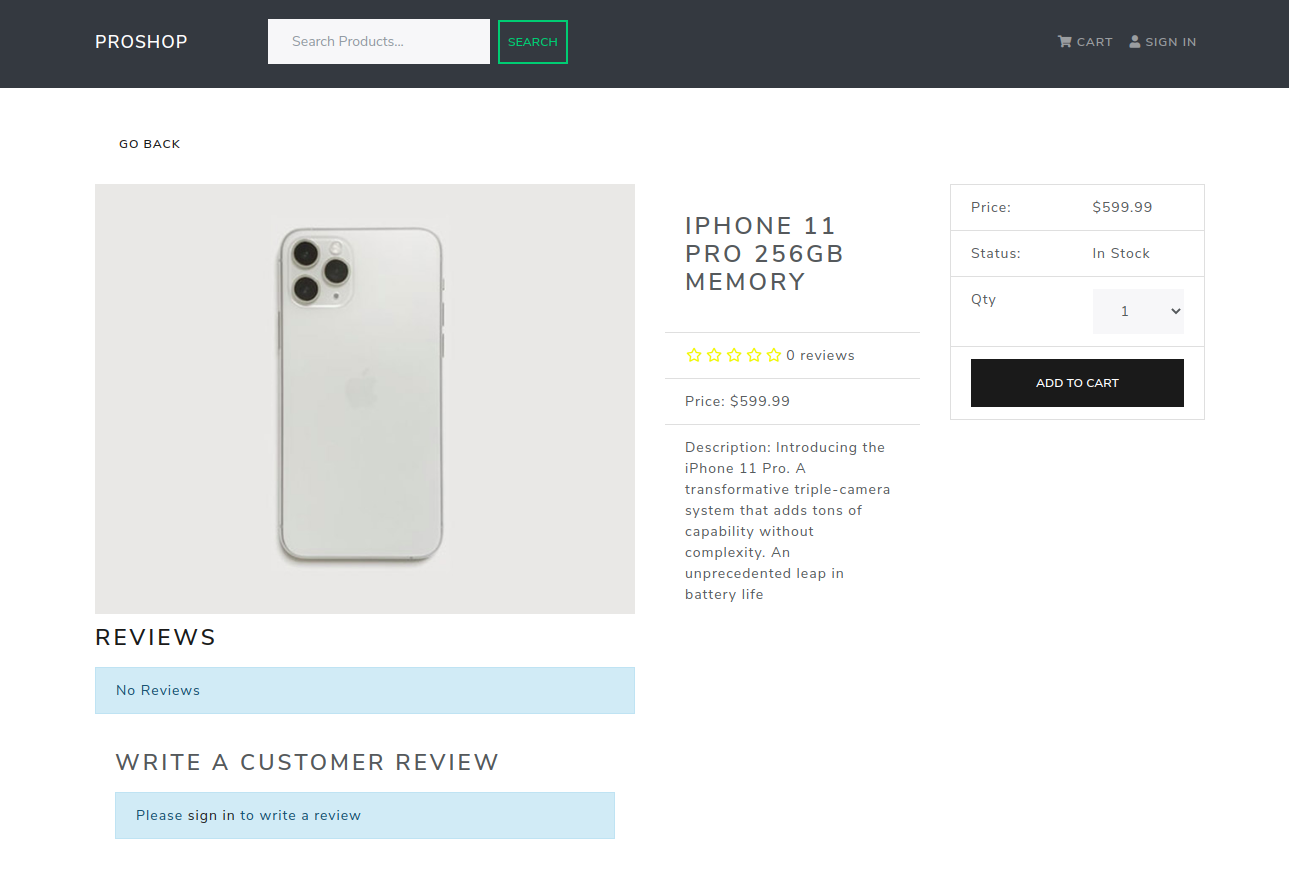 PROSHOP
Search Products...
SEARCH
CART
SIGN IN
GO BACK
IPHONE 11
PRO 256GB
MEMORY
0 reviews
Price: $599.99
Description: Introducing the
iPhone 11 Pro. A
transformative triple-camera
system that adds tons of
capability without
complexity. An
unprecedented leap in
battery life
Price: $599.99
Status: In Stock
Qty 1
ADD TO CART
REVIEWS
No Reviews
WRITE A CUSTOMER REVIEW
Please sign in to write a review